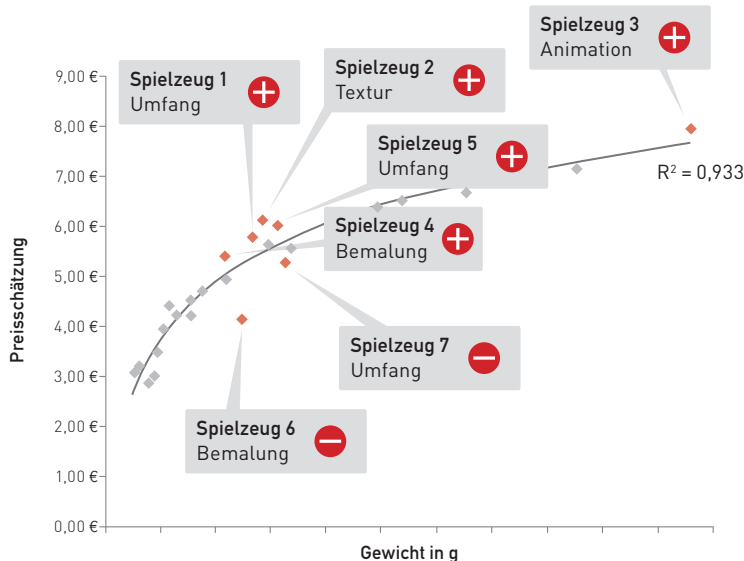 Spielzeug 3
Animation
Spielzeug 1
Umfang
Spielzeug 2
Textur
Spielzeug 5
Umfang
Spielzeug 4
Bemalung
Spielzeug 7
Umfang
Spielzeug 6
Bemalung
R² = 0,933
Preisschätzung
9,00 €
8,00 €
7,00 €
6,00 €
5,00 €
4,00 €
3,00 €
2,00 €
1,00 €
0,00 €
Gewicht in g